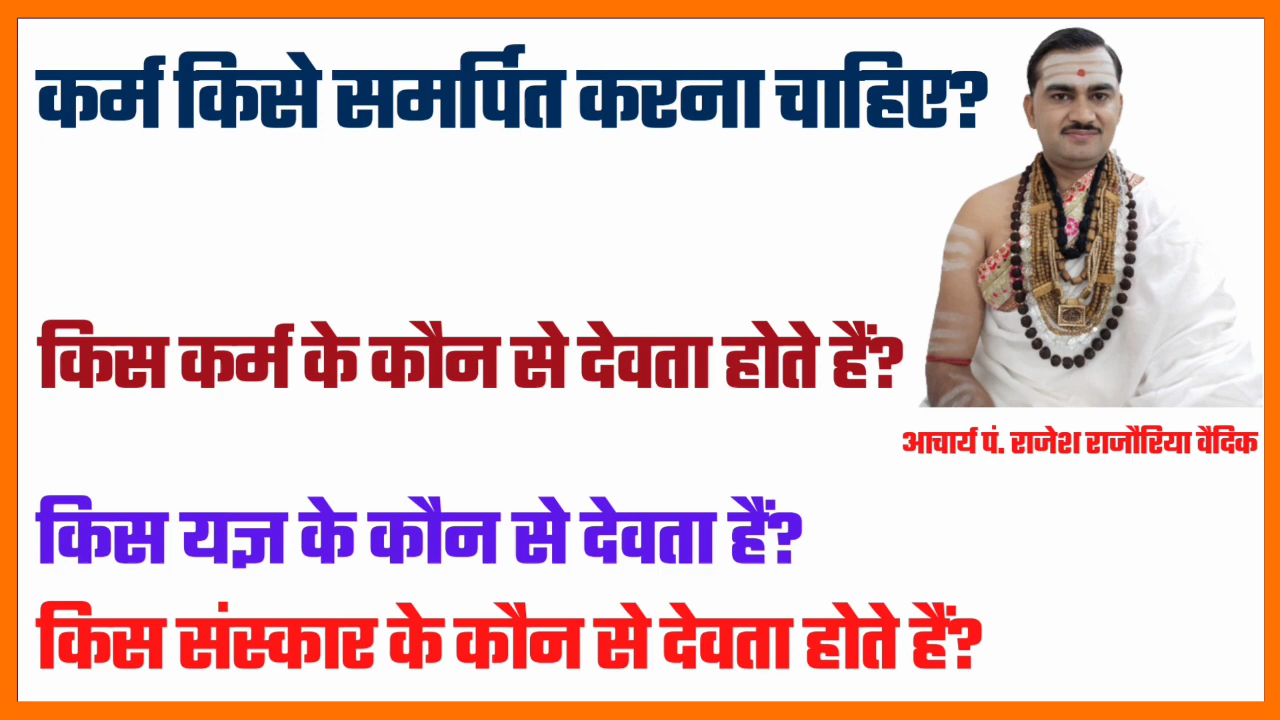 कर्म किसे समर्पित करना चाहिए?
किस कर्म के कौन से देवता होते हैं?
आचार्य पं. राजेश राजौरिया वैदिक
किस यज्ञ के कौन से देवता हैं?
किस संस्कार के कौन से देवता होते हैं?